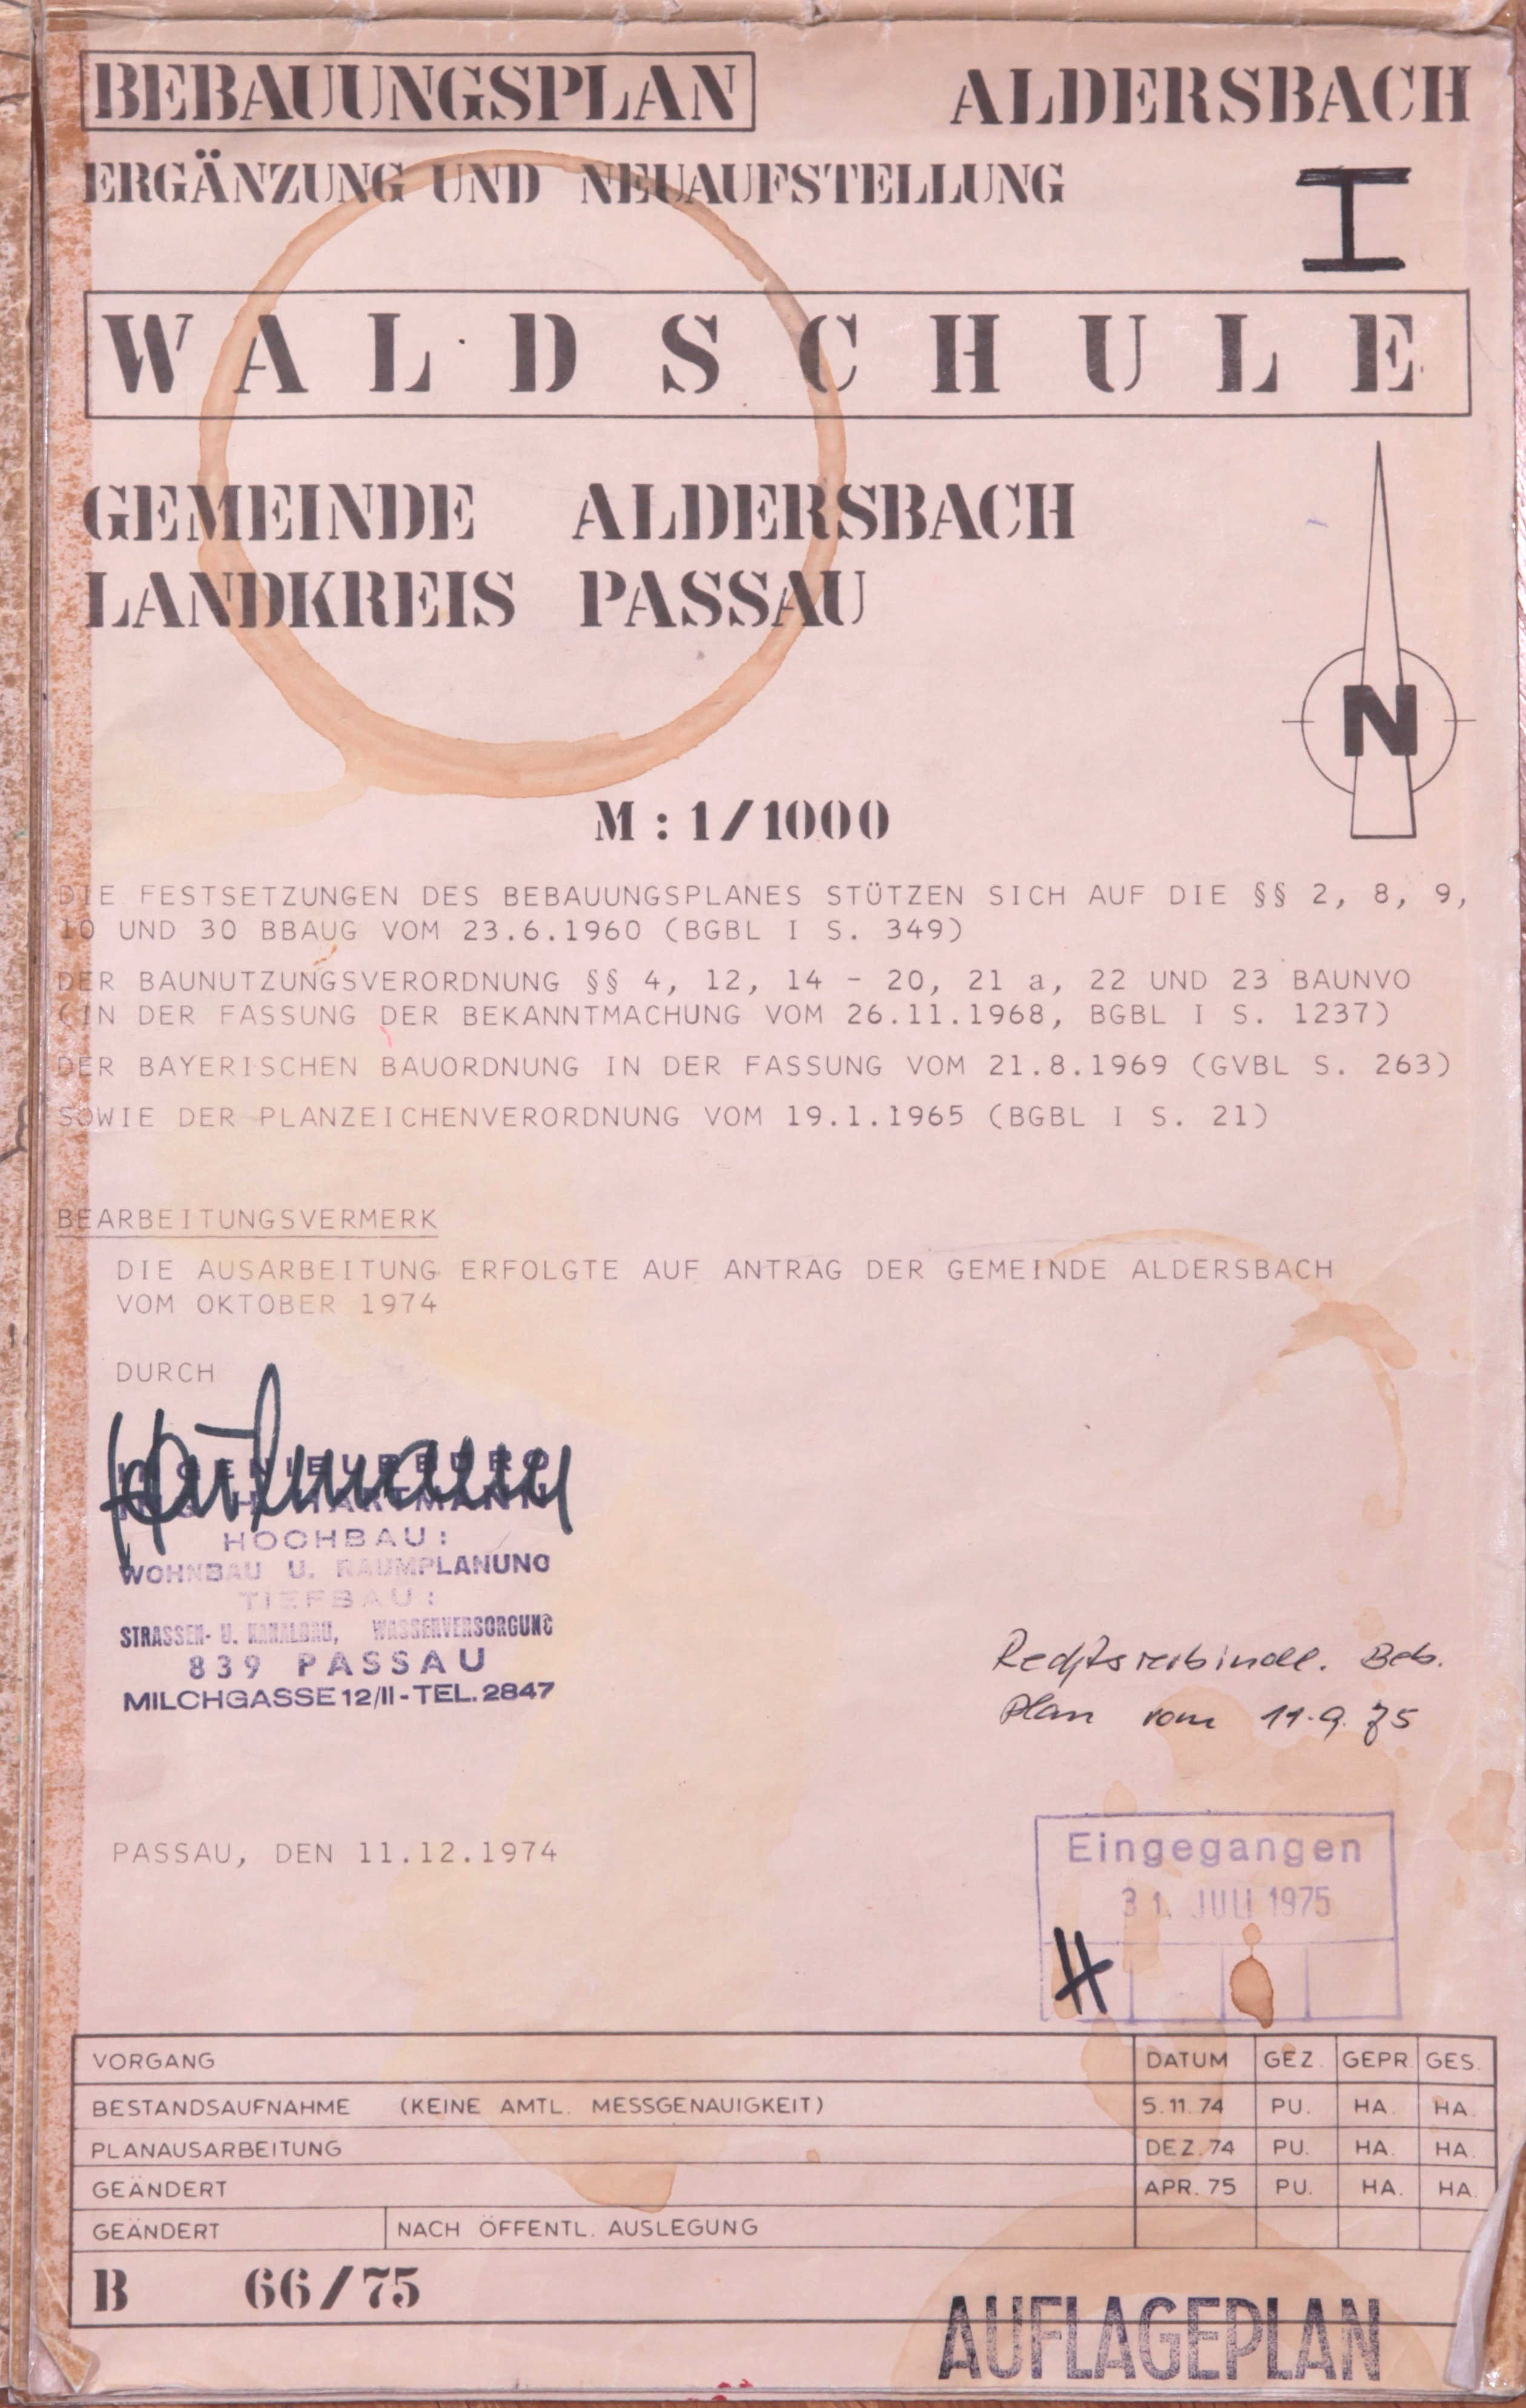 BEBAUUNGSPLAN ALDERSBACH
ERGÄNZUNG UND NEUAUFSTELLUNG I
WALDSCHULE
GEMEINDE ALDERSBACH
LANDKREIS PASSAU
N
M : 1/1000
DIE FESTSETZUNGEN DES BEBAUUNGSPLANES STÜTZEN SICH AUF DIE §§ 2, 8, 9,
10 UND 30 BBAUG VOM 23.6.1960 (BGBL I S. 349)
DER BAUNUTZUNGSVERORDNUNG §§ 4, 12, 14 - 20, 21 a, 22 UND 23 BAUNVO
(IN DER FASSUNG DER BEKANNTMACHUNG VOM 26.11.1968, BGBL I S. 1237)
DER BAYERISCHEN BAUORDNUNG IN DER FASSUNG VOM 21.8.1969 (GVBL S. 263)
SOWIE DER PLANZEICHENVERORDNUNG VOM 19.1.1965 (BGBL I S. 21)
BEARBEITUNGSVERMERK
DIE AUSARBEITUNG ERFOLGTE AUF ANTRAG DER GEMEINDE ALDERSBACH
VOM OKTOBER 1974
DURCH
INGENIEURBÜRO
HOCHBAU:
WOHNBAU U. RAUMPLANUNG
TIEFBAU:
STRASSEN- U. KANALBAU, WASSERVERSORGUNG
839 PASSAU
MILCHGASSE 12/II - TEL. 2847
Rechtsverbindl. Beb.
Plan vom 11.9.75
PASSAU, DEN 11.12.1974
Eingegangen
31. JULI 1975
H
VORGANG DATUM GEZ. GEPR. GES.
BESTANDSAUFNAHME (KEINE AMTL. MESSGENAUIGKEIT) 5.11.74 PU. HA. HA.
PLANAUSARBEITUNG DEZ. 74 PU. HA. HA.
GEÄNDERT APR. 75 PU. HA. HA.
GEÄNDERT NACH ÖFFENTL. AUSLEGUNG
B 66/75
AUFLAGEPLAN